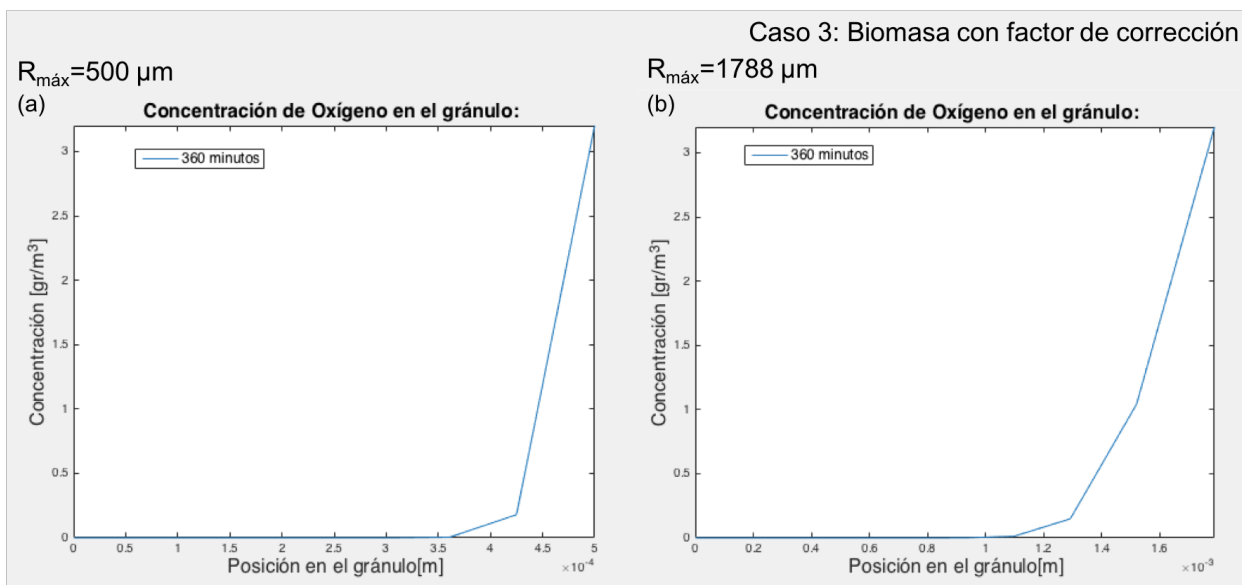 Caso 3: Biomasa con factor de corrección
Rmáx=500 µm
(a)
Concentración de Oxígeno en el gránulo:
360 minutos
Concentración [gr/m³]
3
2.5
2
1.5
1
0.5
0
0 0.5 1 1.5 2 2.5 3 3.5 4 4.5 5
×10⁻⁴
Posición en el gránulo[m]
Rmáx=1788 µm
(b)
Concentración de Oxígeno en el gránulo:
360 minutos
Concentración [gr/m³]
3
2.5
2
1.5
1
0.5
0
0 0.2 0.4 0.6 0.8 1 1.2 1.4 1.6
×10⁻³
Posición en el gránulo[m]